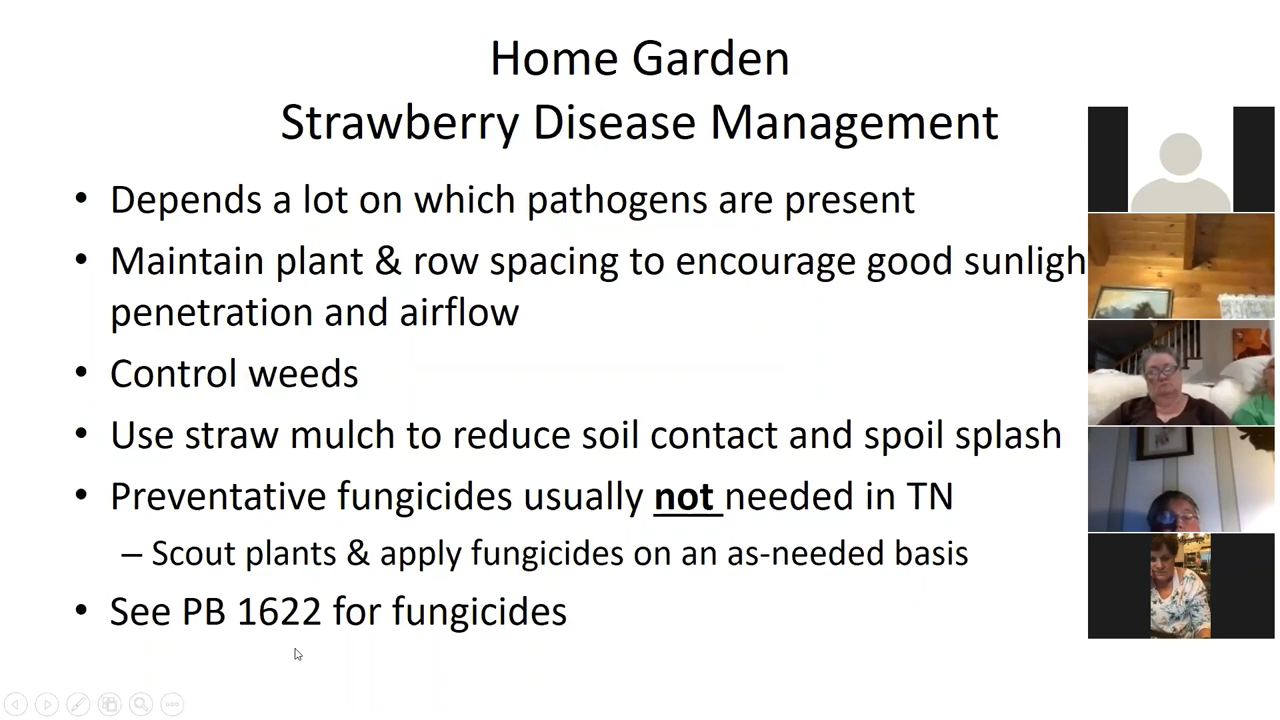 Home Garden
Strawberry Disease Management
• Depends a lot on which pathogens are present
• Maintain plant & row spacing to encourage good sunligh
penetration and airflow
• Control weeds
• Use straw mulch to reduce soil contact and spoil splash
• Preventative fungicides usually not needed in TN
– Scout plants & apply fungicides on an as-needed basis
• See PB 1622 for fungicides